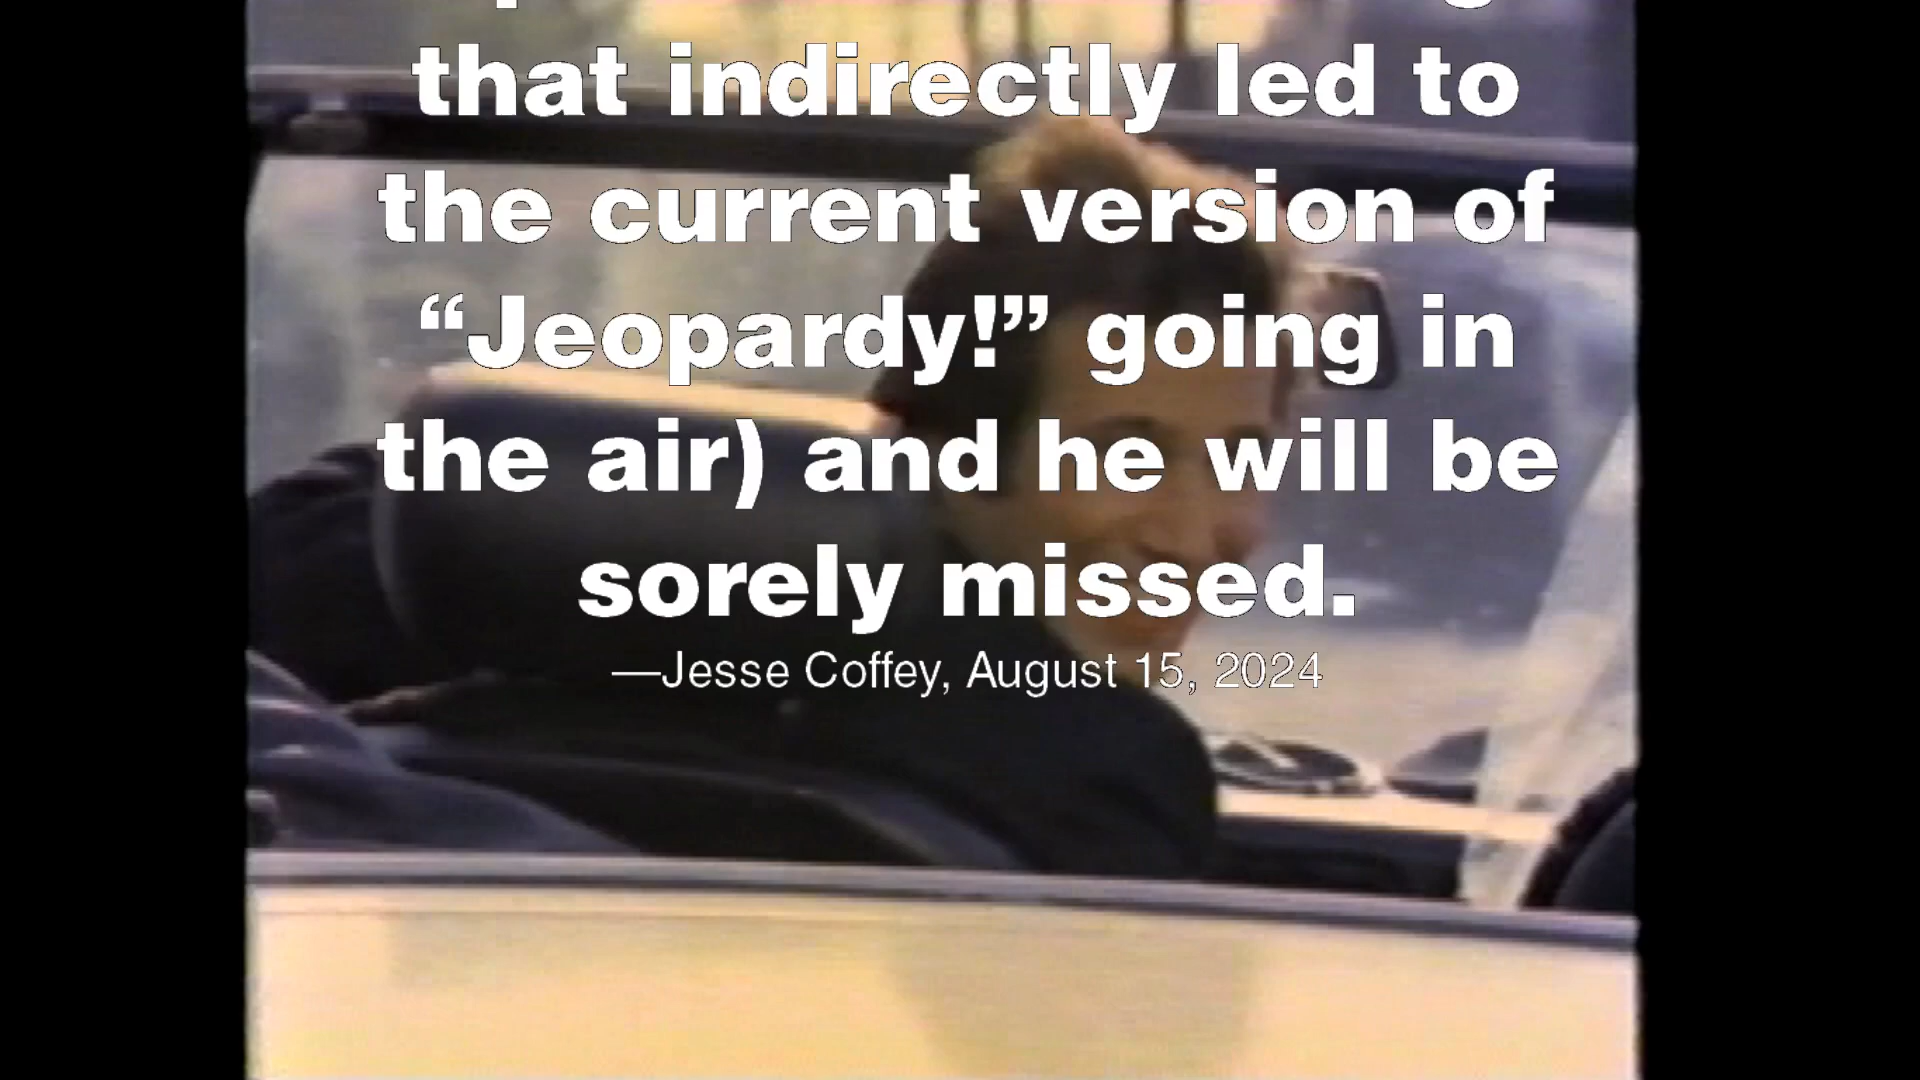 that indirectly led to
the current version of
“Jeopardy!” going in
the air) and he will be
sorely missed.
—Jesse Coffey, August 15, 2024